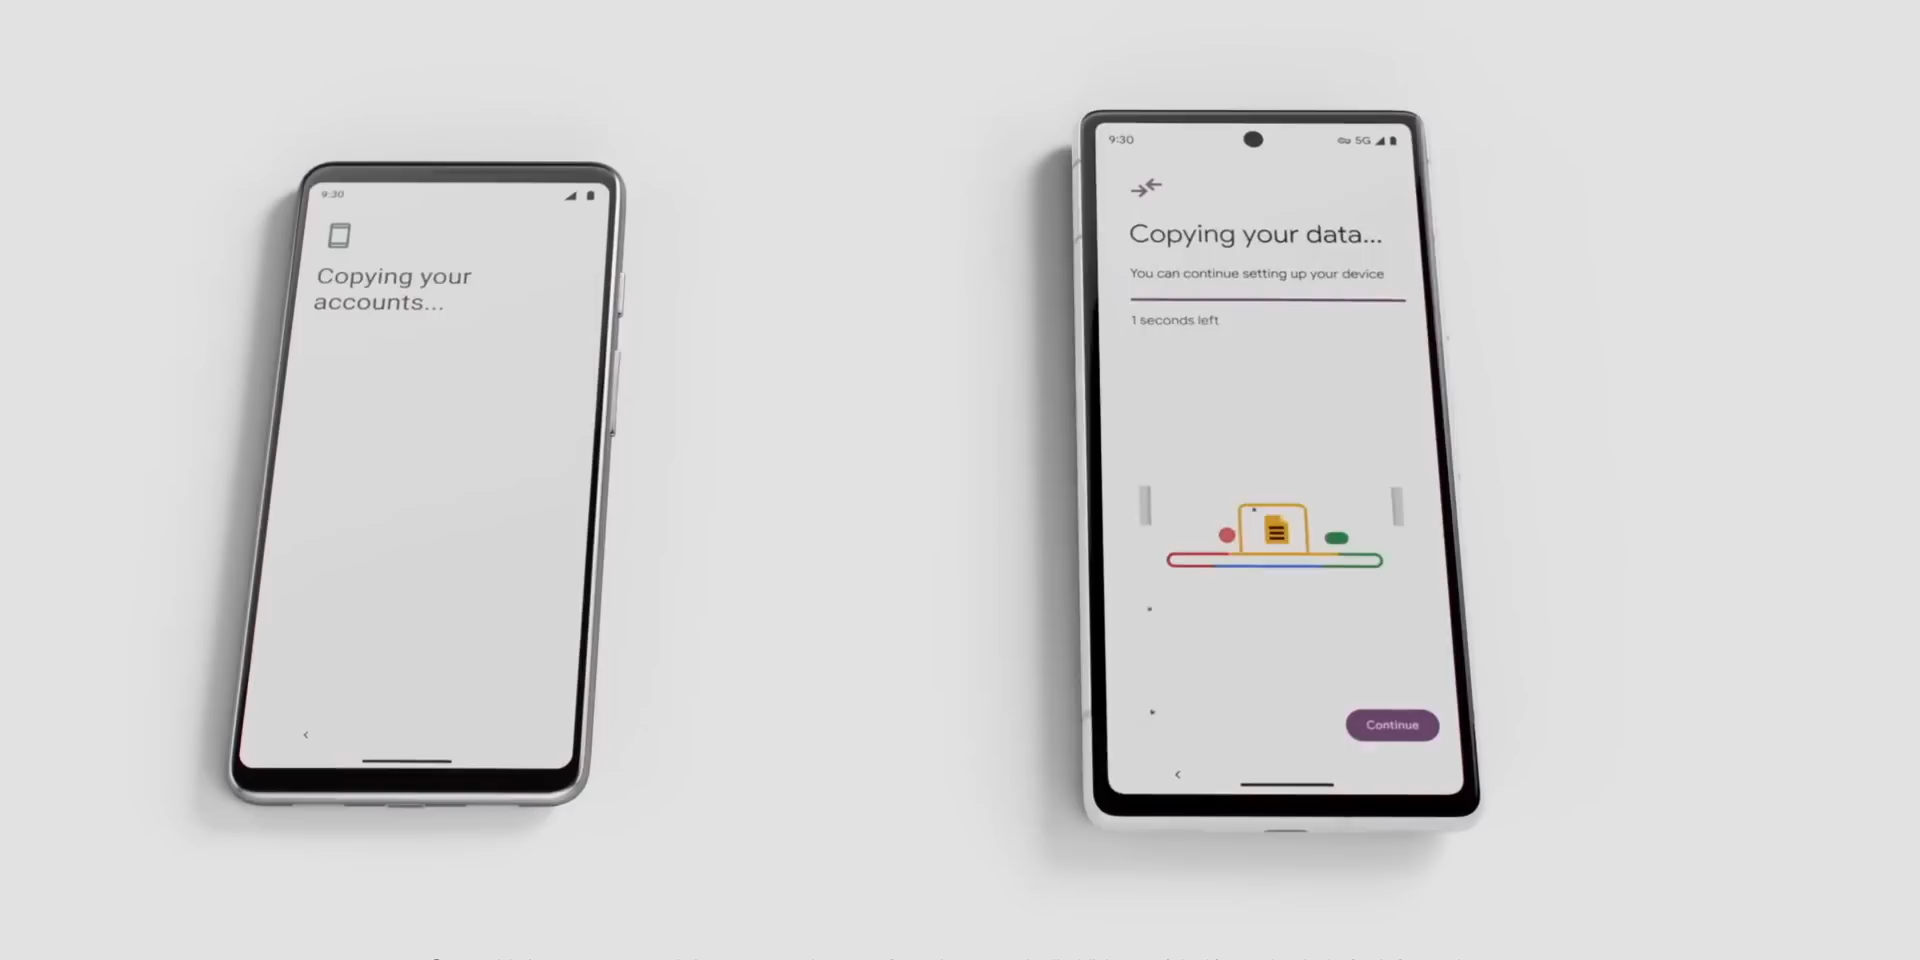 9:30
Copying your
accounts...
9:30
5G
Copying your data...
You can continue setting up your device
1 seconds left
Continue